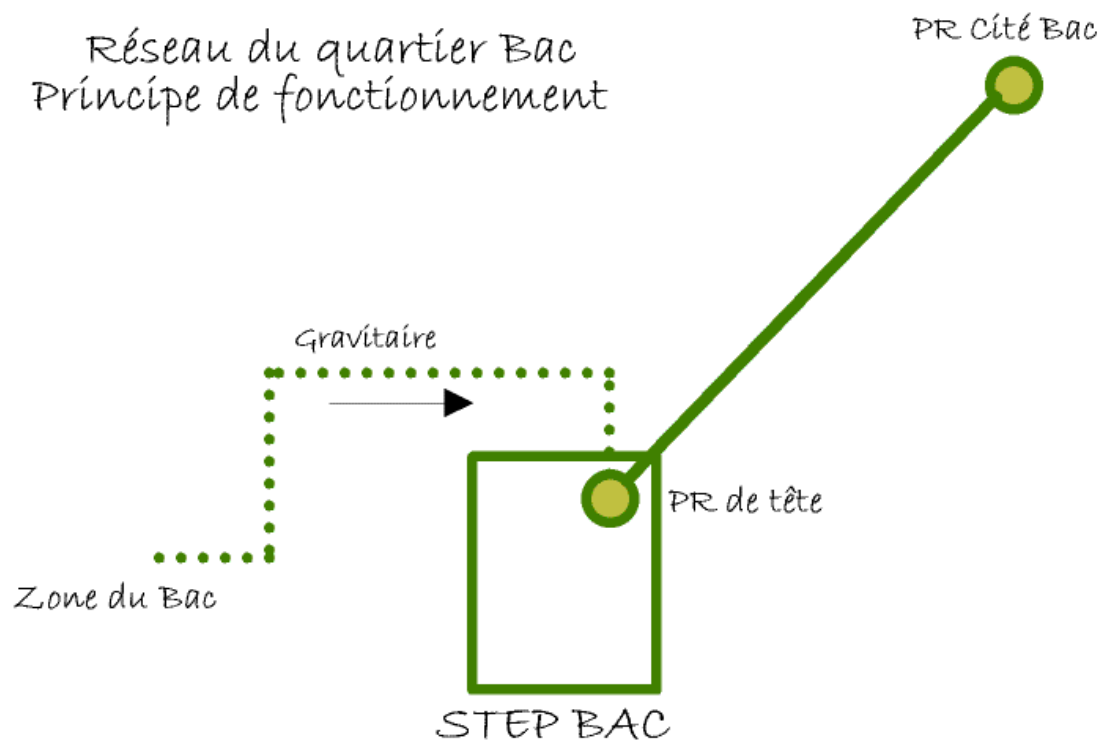 Réseau du quartier Bac
Principe de fonctionnement
PR Cité Bac
Gravitaire
PR de tête
Zone du Bac
STEP BAC